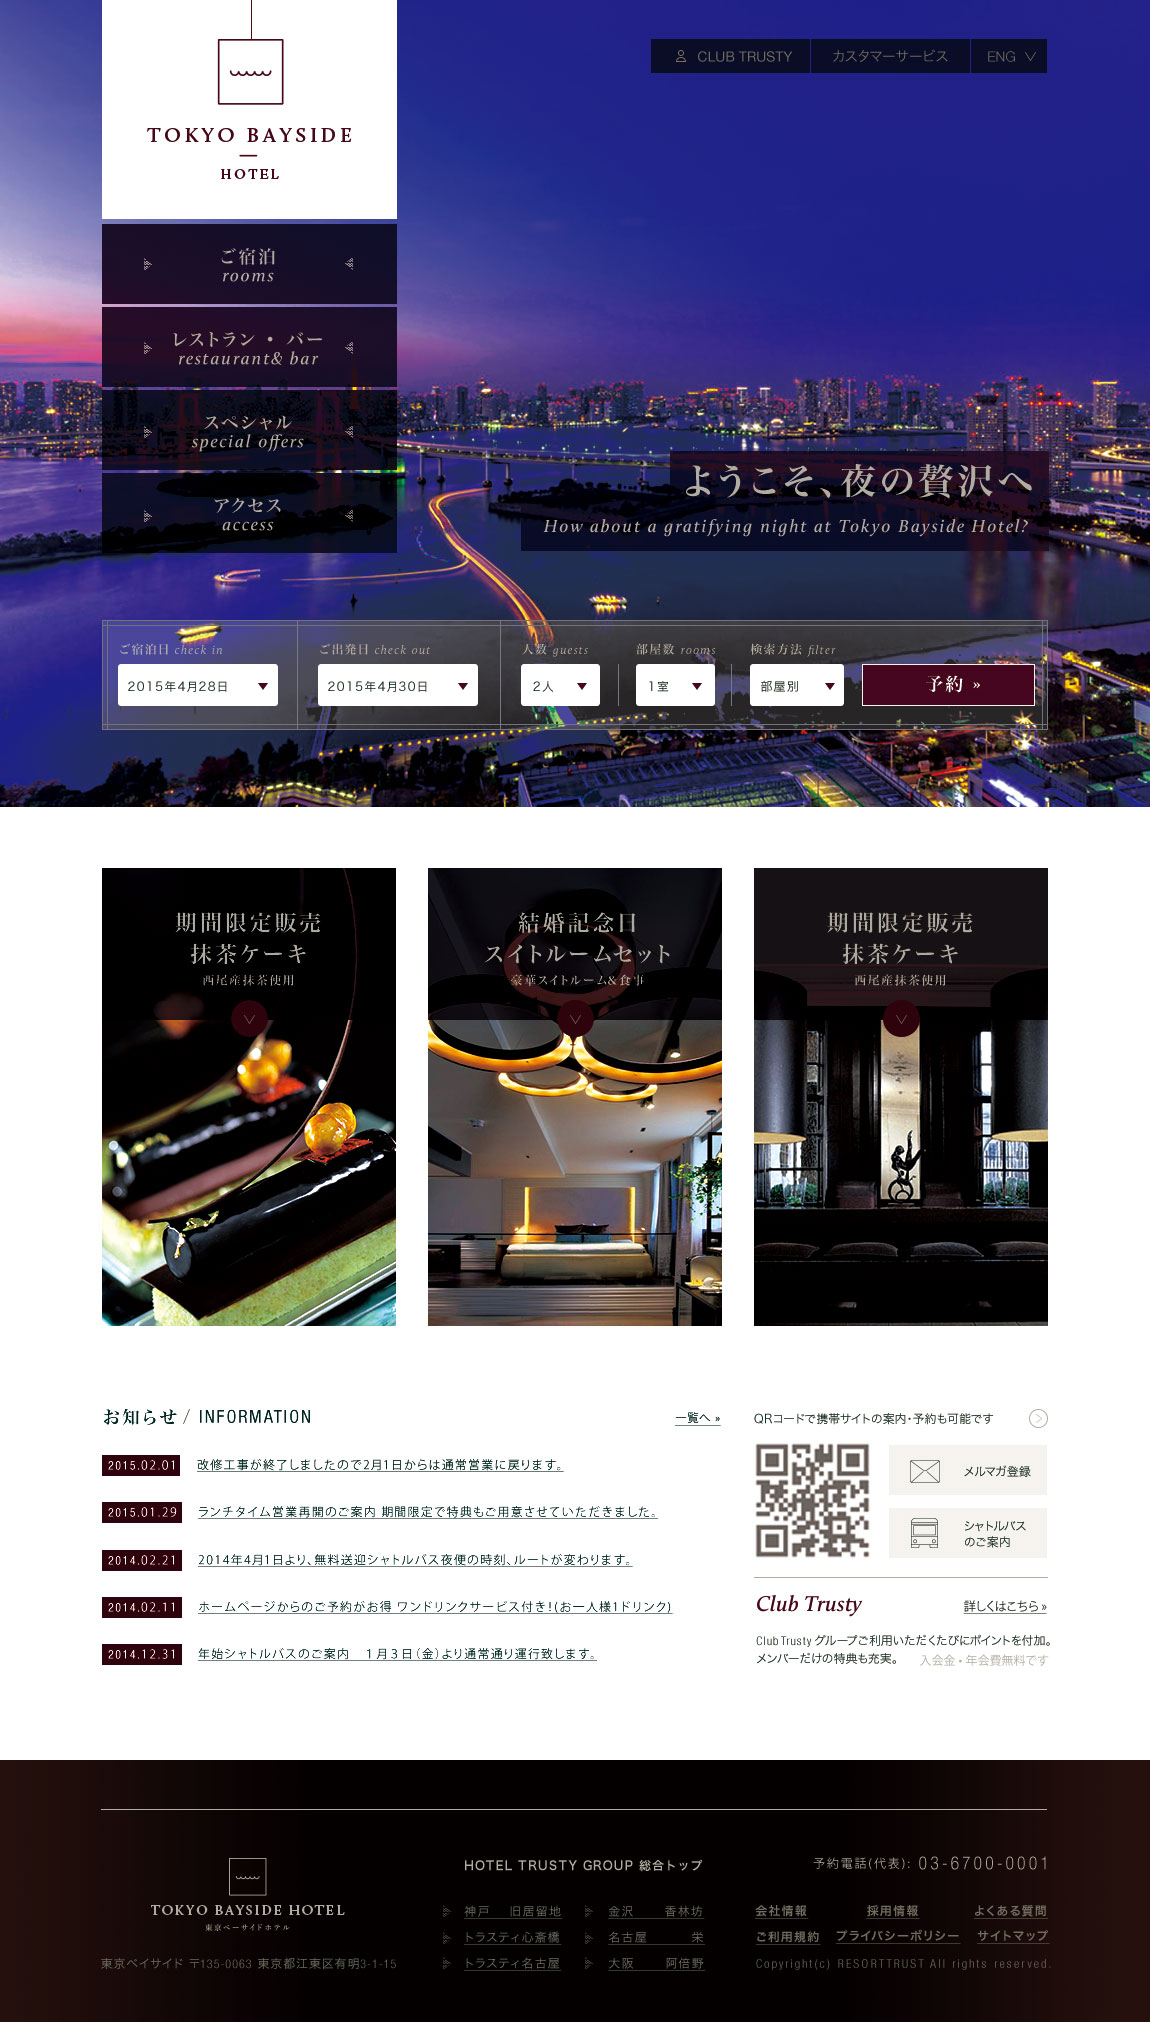 TOKYO BAYSIDE
HOTEL
CLUB TRUSTY
カスタマーサービス
ENG
ご宿泊
rooms
レストラン ・ バー
restaurant& bar
スペシャル
special offers
アクセス
access
ようこそ、夜の贅沢へ
How about a gratifying night at Tokyo Bayside Hotel?
ご宿泊日 check in
ご出発日 check out
人数 guests
部屋数 rooms
検索方法 filter
2015年4月28日
2015年4月30日
2人
1室
部屋別
予約 »
期間限定販売
抹茶ケーキ
西尾産抹茶使用
結婚記念日
スイトルームセット
豪華スイトルーム&食事
期間限定販売
抹茶ケーキ
西尾産抹茶使用
お知らせ / INFORMATION
一覧へ »
2015.02.01 改修工事が終了しましたので2月1日からは通常営業に戻ります。
2015.01.29 ランチタイム営業再開のご案内 期間限定で特典もご用意させていただきました。
2014.02.21 2014年4月1日より、無料送迎シャトルバス夜便の時刻、ルートが変わります。
2014.02.11 ホームページからのご予約がお得 ワンドリンクサービス付き!(お一人様1ドリンク)
2014.12.31 年始シャトルバスのご案内 1月3日(金)より通常通り運行致します。
QRコードで携帯サイトの案内・予約も可能です
メルマガ登録
シャトルバス
のご案内
Club Trusty
詳しくはこちら »
Club Trusty グループご利用いただくたびにポイントを付加。
メンバーだけの特典も充実。 入会金・年会費無料です
TOKYO BAYSIDE HOTEL
東京ベーサイドホテル
東京ベイサイド 〒135-0063 東京都江東区有明3-1-15
HOTEL TRUSTY GROUP 総合トップ
神戸 旧居留地
金沢 香林坊
トラスティ心斎橋
名古屋 栄
トラスティ名古屋
大阪 阿倍野
予約電話(代表): 03-6700-0001
会社情報
採用情報
よくある質問
ご利用規約
プライバシーポリシー
サイトマップ
Copyright(c) RESORTTRUST All rights reserved.